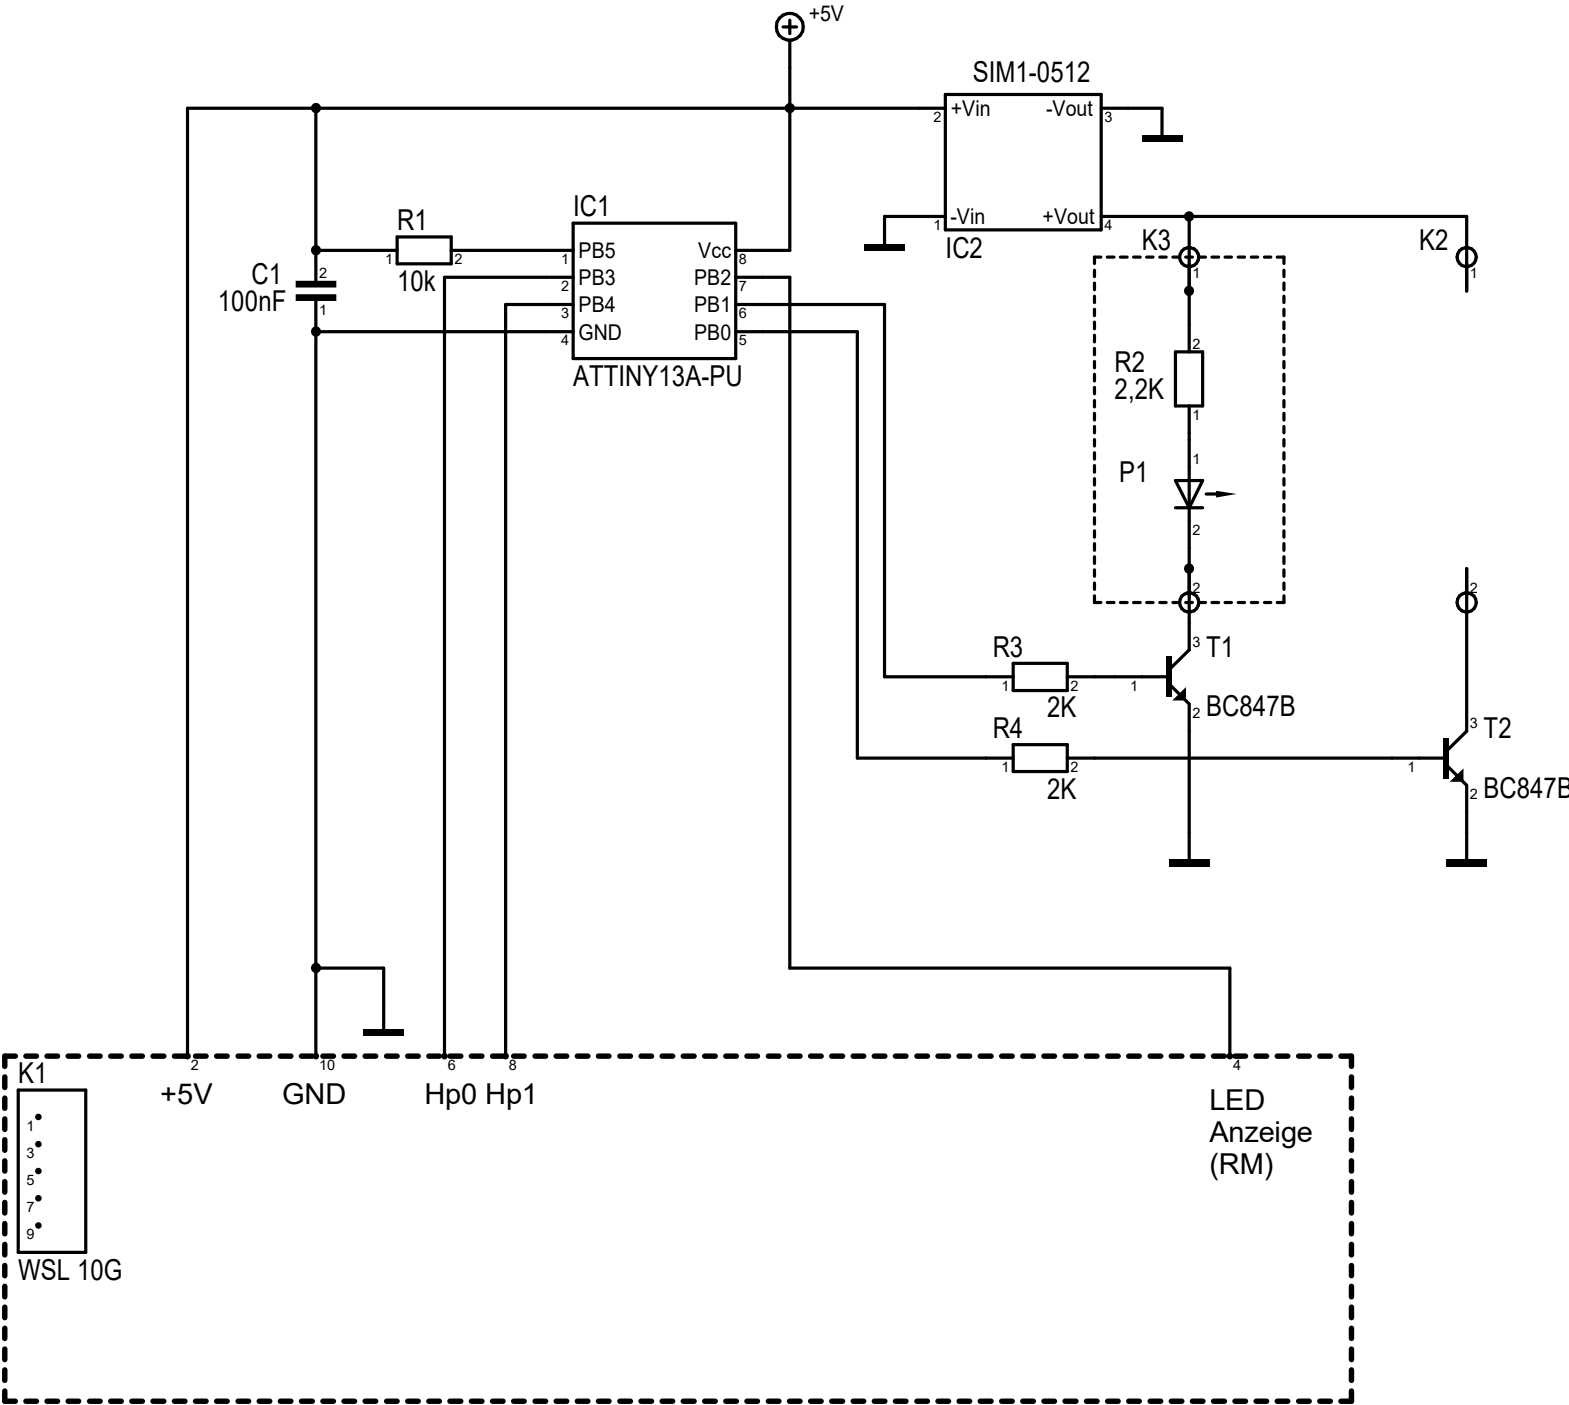 +5V
SIM1-0512
2 +Vin -Vout 3
1 -Vin +Vout 4
IC2
IC1
R1
1 2
10k
1 PB5 Vcc 8
2 PB3 PB2 7
3 PB4 PB1 6
4 GND PB0 5
ATTINY13A-PU
C1
100nF
2
1
K3
1
K2
1
2
R2
2,2K
1
1
P1
2
2
2
R3
1 2
2K
1
3 T1
2 BC847B
R4
1 2
2K
1
3 T2
2 BC847B
2 10 6 8 4
K1
+5V GND Hp0 Hp1
LED
Anzeige
(RM)
1
3
5
7
9
WSL 10G